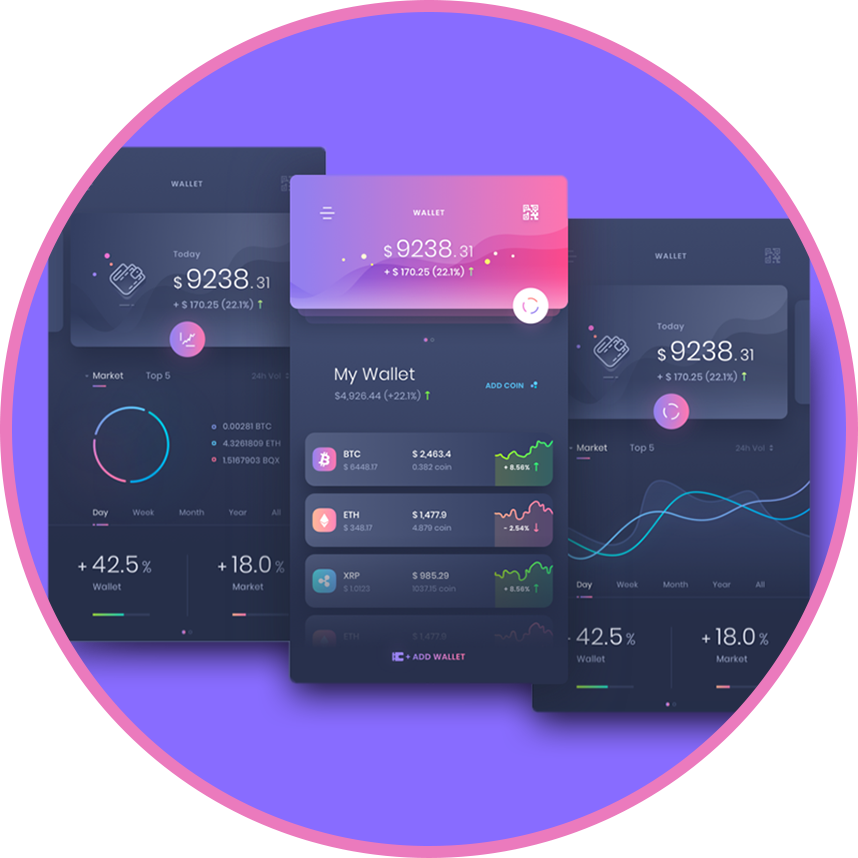 WALLET
Today
$ 9238.31
+ $ 170.25 (22.1%) ↑
Market Top 5 24h Vol
0.00281 BTC
4.3261809 ETH
1.5167903 BQX
Day Week Month Year All
+ 42.5 % + 18.0 %
Wallet Market
WALLET
$ 9238.31
+ $ 170.25 (22.1%) ↑
My Wallet
$4,926.44 (+22.1%) ↑
ADD COIN
BTC $ 2,463.4
$ 6448.17 0.382 coin + 8.56% ↑
ETH $ 1,477.9
$ 348.17 4.879 coin - 2.54% ↓
XRP $ 985.29
$ 1.0123 1037.15 coin + 8.56% ↑
ETH $ 1,477.9
+ ADD WALLET
WALLET
Today
$ 9238.31
+ $ 170.25 (22.1%) ↑
Market Top 5 24h Vol
Day Week Month Year All
42.5 % + 18.0 %
Wallet Market